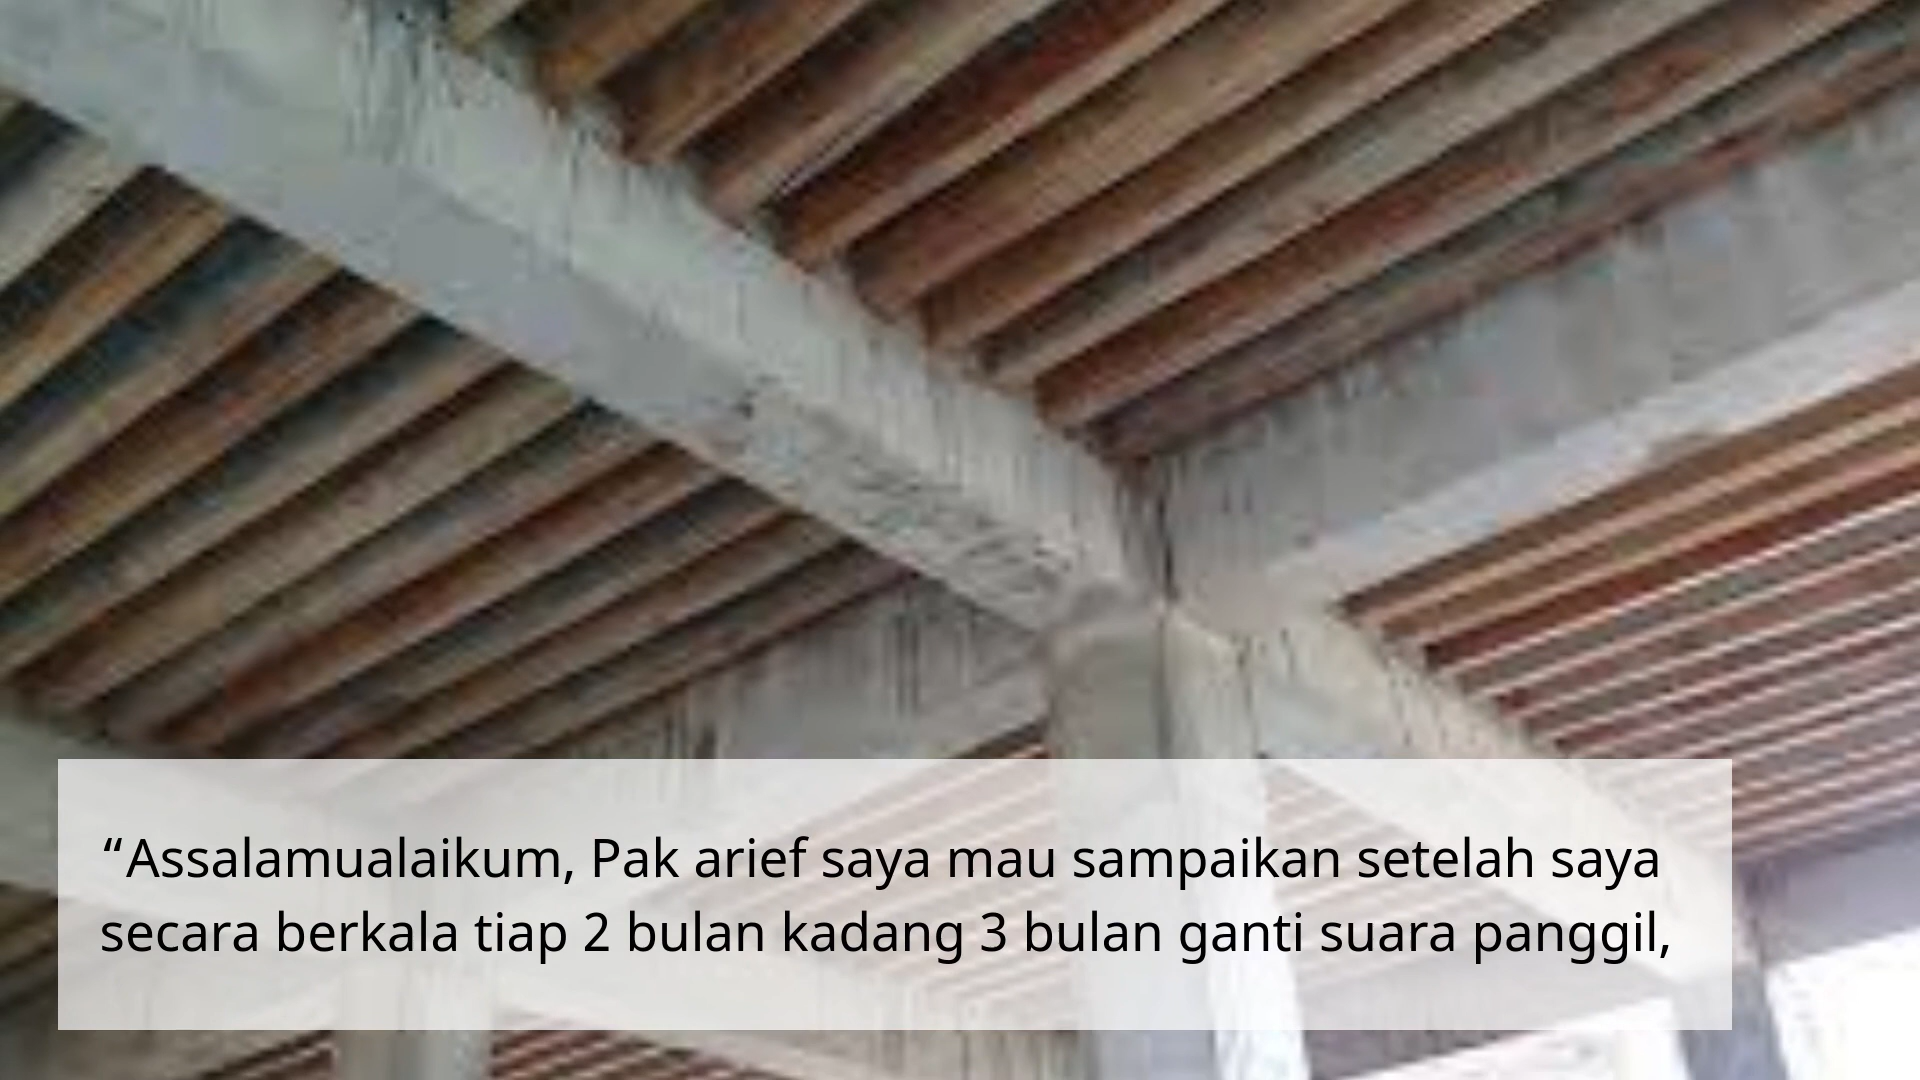 “Assalamualaikum, Pak arief saya mau sampaikan setelah saya
secara berkala tiap 2 bulan kadang 3 bulan ganti suara panggil,